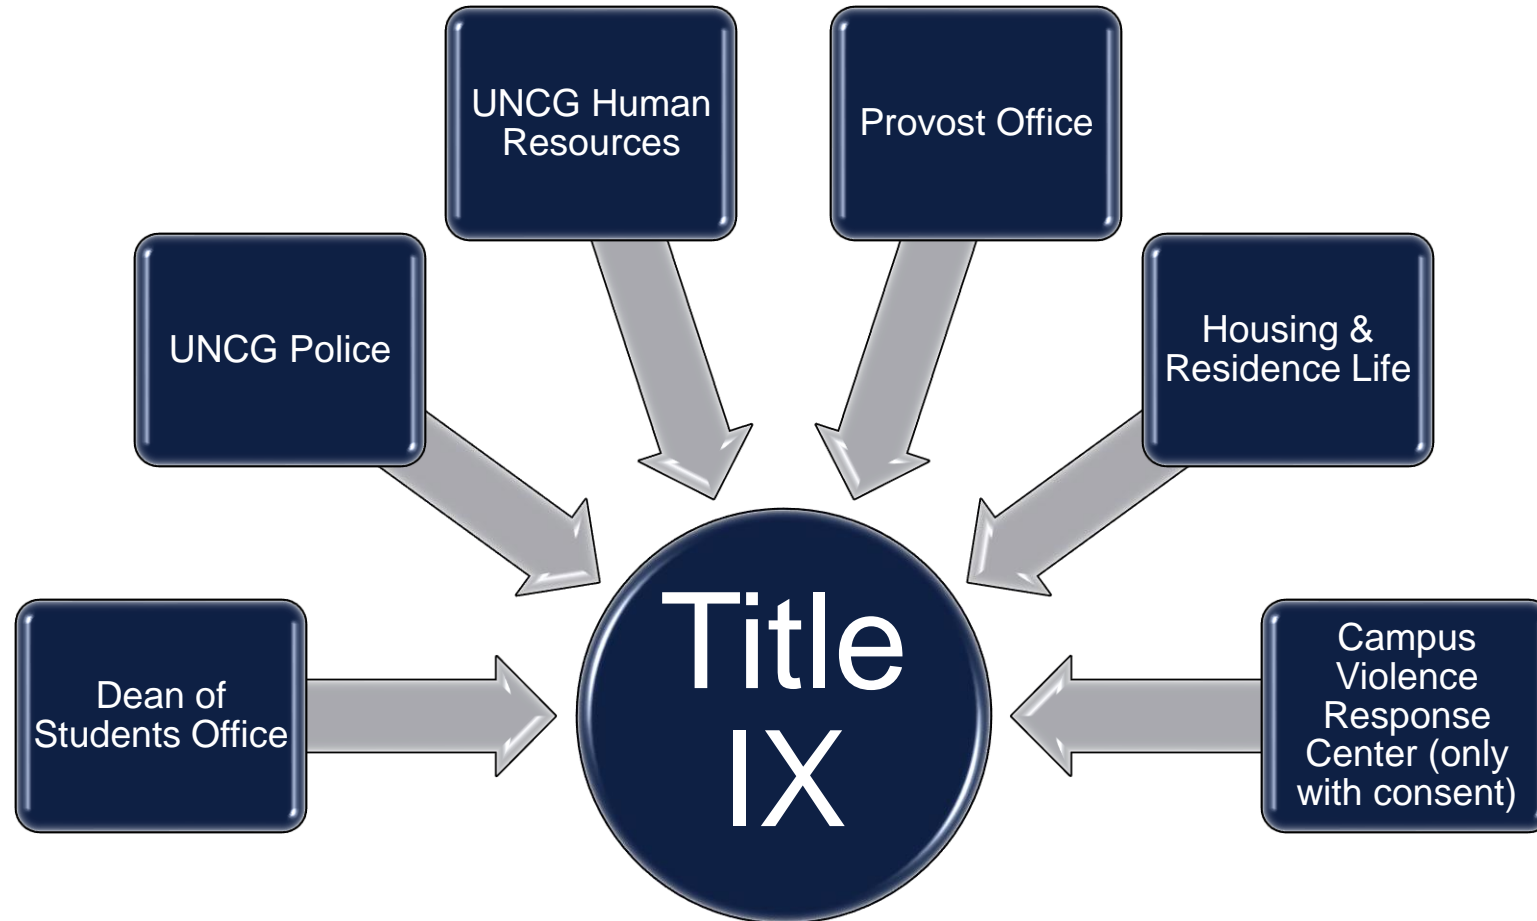 UNCG Human
Resources
Provost Office
UNCG Police
Housing &
Residence Life
Dean of
Students Office
Title
IX
Campus
Violence
Response
Center (only
with consent)